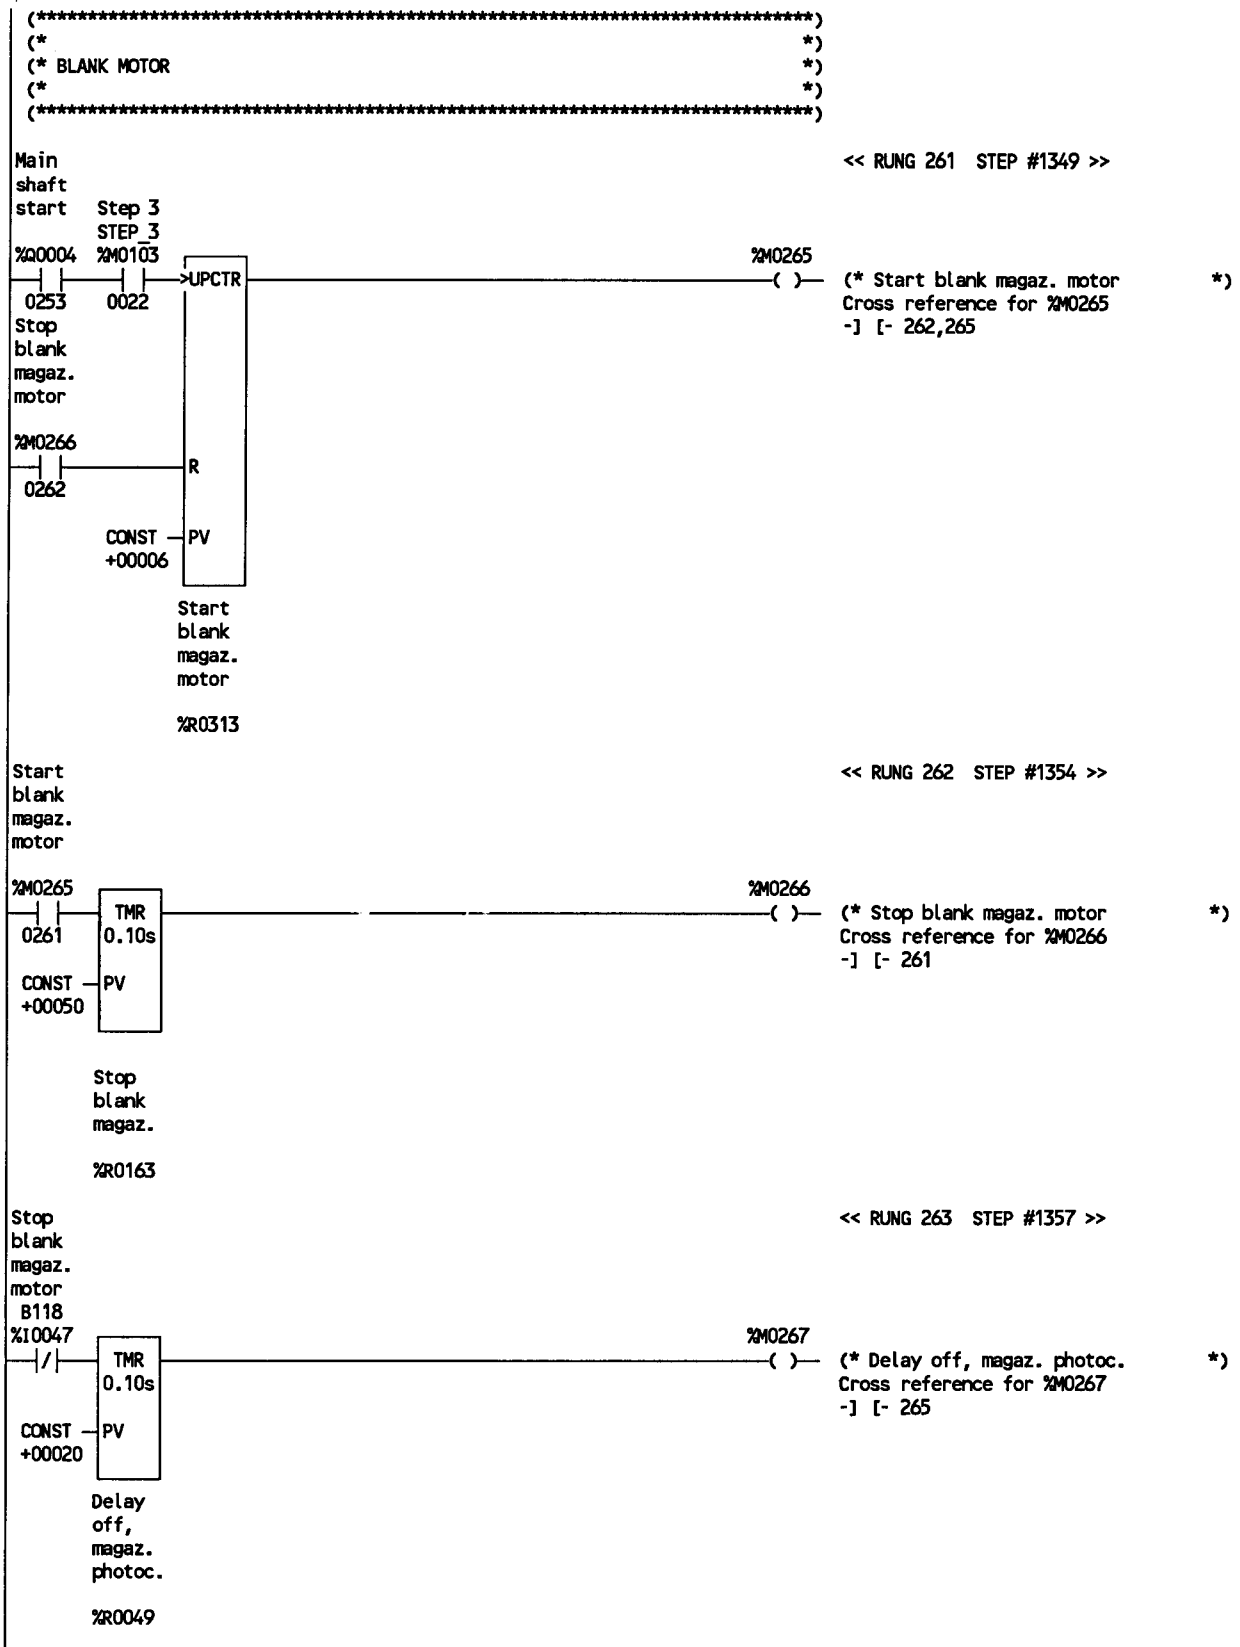 (***************************************************************************)
(* *)
(* BLANK MOTOR *)
(* *)
(***************************************************************************)
Main << RUNG 261 STEP #1349 >>
shaft
start Step 3
STEP_3
%Q0004 %M0103 %M0265
>UPCTR ( ) (* Start blank magaz. motor *)
0253 0022 Cross reference for %M0265
Stop -] [- 262,265
blank
magaz.
motor
%M0266
R
0262
CONST PV
+00006
Start
blank
magaz.
motor
%R0313
Start << RUNG 262 STEP #1354 >>
blank
magaz.
motor
%M0265 %M0266
TMR ( ) (* Stop blank magaz. motor *)
0261 0.10s Cross reference for %M0266
-] [- 261
CONST PV
+00050
Stop
blank
magaz.
%R0163
Stop << RUNG 263 STEP #1357 >>
blank
magaz.
motor
B118
%I0047 %M0267
/ TMR ( ) (* Delay off, magaz. photoc. *)
0.10s Cross reference for %M0267
-] [- 265
CONST PV
+00020
Delay
off,
magaz.
photoc.
%R0049